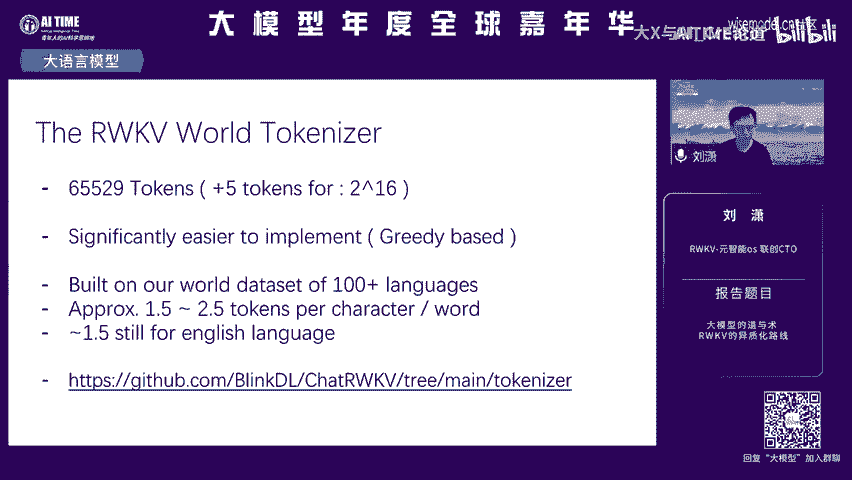 AI TIME
大模型年度全球嘉年华
wisemodel.cn社区
大X与AI TIME论道
bilibili
大语言模型
The RWKV World Tokenizer
- 65529 Tokens ( +5 tokens for : 2^16 )
- Significantly easier to implement ( Greedy based )
- Built on our world dataset of 100+ languages
- Approx. 1.5 ~ 2.5 tokens per character / word
- ~1.5 still for english language
- https://github.com/BlinkDL/ChatRWKV/tree/main/tokenizer
刘潇
刘 潇
RWKV-元智能os 联创CTO
报告题目
大模型的道与术
RWKV的异质化路线
回复“大模型”加入群聊